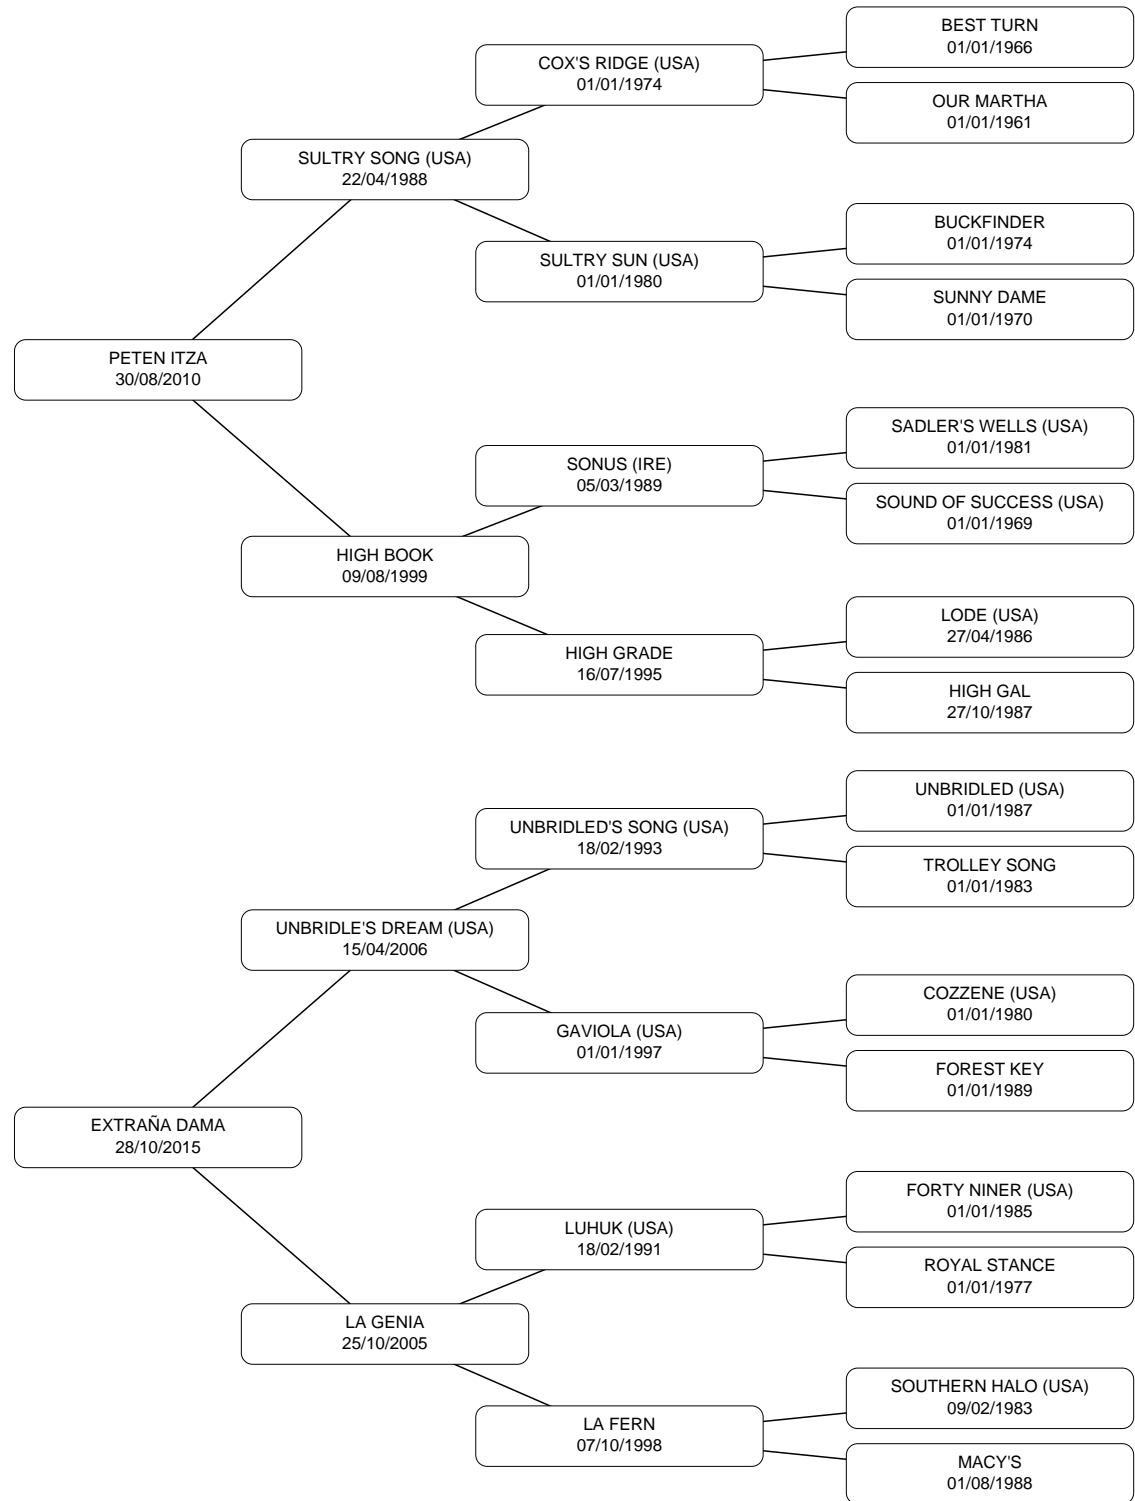 BEST TURN
01/01/1966
COX'S RIDGE (USA)
01/01/1974
OUR MARTHA
01/01/1961
SULTRY SONG (USA)
22/04/1988
BUCKFINDER
01/01/1974
SULTRY SUN (USA)
01/01/1980
SUNNY DAME
01/01/1970
PETEN ITZA
30/08/2010
SADLER'S WELLS (USA)
01/01/1981
SONUS (IRE)
05/03/1989
SOUND OF SUCCESS (USA)
01/01/1969
HIGH BOOK
09/08/1999
LODE (USA)
27/04/1986
HIGH GRADE
16/07/1995
HIGH GAL
27/10/1987
UNBRIDLED (USA)
01/01/1987
UNBRIDLED'S SONG (USA)
18/02/1993
TROLLEY SONG
01/01/1983
UNBRIDLE'S DREAM (USA)
15/04/2006
COZZENE (USA)
01/01/1980
GAVIOLA (USA)
01/01/1997
FOREST KEY
01/01/1989
EXTRAÑA DAMA
28/10/2015
FORTY NINER (USA)
01/01/1985
LUHUK (USA)
18/02/1991
ROYAL STANCE
01/01/1977
LA GENIA
25/10/2005
SOUTHERN HALO (USA)
09/02/1983
LA FERN
07/10/1998
MACY'S
01/08/1988